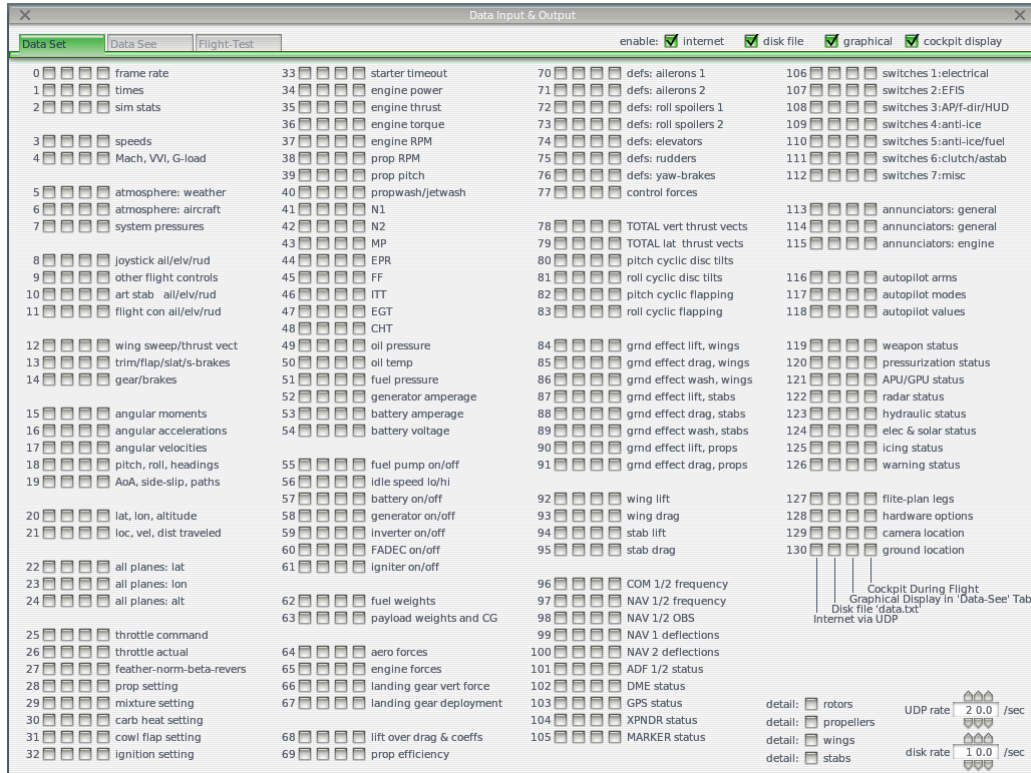 Data Input & Output
Data Set
Data See
Flight-Test
enable: internet disk file graphical cockpit display
0 frame rate
1 times
2 sim stats
3 speeds
4 Mach, VVI, G-load
5 atmosphere: weather
6 atmosphere: aircraft
7 system pressures
8 joystick ail/elv/rud
9 other flight controls
10 art stab ail/elv/rud
11 flight con ail/elv/rud
12 wing sweep/thrust vect
13 trim/flap/slat/s-brakes
14 gear/brakes
15 angular moments
16 angular accelerations
17 angular velocities
18 pitch, roll, headings
19 AoA, side-slip, paths
20 lat, lon, altitude
21 loc, vel, dist traveled
22 all planes: lat
23 all planes: lon
24 all planes: alt
25 throttle command
26 throttle actual
27 feather-norm-beta-revers
28 prop setting
29 mixture setting
30 carb heat setting
31 cowl flap setting
32 ignition setting
33 starter timeout
34 engine power
35 engine thrust
36 engine torque
37 engine RPM
38 prop RPM
39 prop pitch
40 propwash/jetwash
41 N1
42 N2
43 MP
44 EPR
45 FF
46 ITT
47 EGT
48 CHT
49 oil pressure
50 oil temp
51 fuel pressure
52 generator amperage
53 battery amperage
54 battery voltage
55 fuel pump on/off
56 idle speed lo/hi
57 battery on/off
58 generator on/off
59 inverter on/off
60 FADEC on/off
61 igniter on/off
62 fuel weights
63 payload weights and CG
64 aero forces
65 engine forces
66 landing gear vert force
67 landing gear deployment
68 lift over drag & coeffs
69 prop efficiency
70 defs: ailerons 1
71 defs: ailerons 2
72 defs: roll spoilers 1
73 defs: roll spoilers 2
74 defs: elevators
75 defs: rudders
76 defs: yaw-brakes
77 control forces
78 TOTAL vert thrust vects
79 TOTAL lat thrust vects
80 pitch cyclic disc tilts
81 roll cyclic disc tilts
82 pitch cyclic flapping
83 roll cyclic flapping
84 grnd effect lift, wings
85 grnd effect drag, wings
86 grnd effect wash, wings
87 grnd effect lift, stabs
88 grnd effect drag, stabs
89 grnd effect wash, stabs
90 grnd effect lift, props
91 grnd effect drag, props
92 wing lift
93 wing drag
94 stab lift
95 stab drag
96 COM 1/2 frequency
97 NAV 1/2 frequency
98 NAV 1/2 OBS
99 NAV 1 deflections
100 NAV 2 deflections
101 ADF 1/2 status
102 DME status
103 GPS status
104 XPNDR status
105 MARKER status
106 switches 1:electrical
107 switches 2:EFIS
108 switches 3:AP/f-dir/HUD
109 switches 4:anti-ice
110 switches 5:anti-ice/fuel
111 switches 6:clutch/astab
112 switches 7:misc
113 annunciators: general
114 annunciators: general
115 annunciators: engine
116 autopilot arms
117 autopilot modes
118 autopilot values
119 weapon status
120 pressurization status
121 APU/GPU status
122 radar status
123 hydraulic status
124 elec & solar status
125 icing status
126 warning status
127 flite-plan legs
128 hardware options
129 camera location
130 ground location
Cockpit During Flight
Graphical Display in 'Data-See' Tab
Disk file 'data.txt'
Internet via UDP
detail: rotors
detail: propellers
detail: wings
detail: stabs
UDP rate 2 0.0 /sec
disk rate 1 0.0 /sec